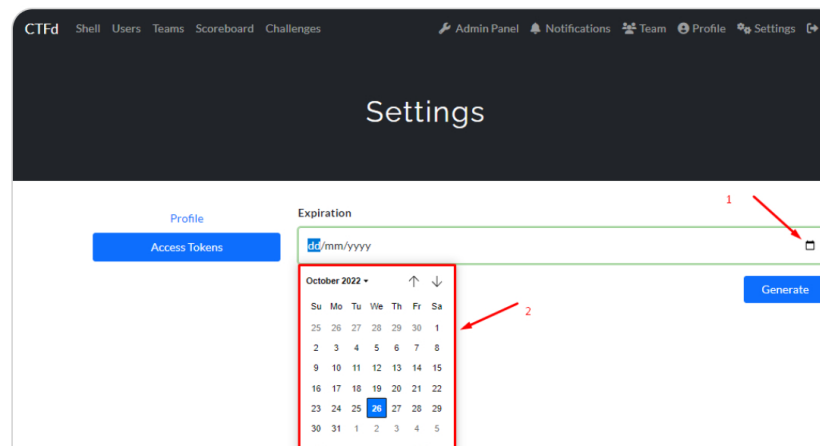 CTFd Shell Users Teams Scoreboard Challenges Admin Panel Notifications Team Profile Settings
Settings
1
Profile
Access Tokens
Expiration
dd/mm/yyyy
Generate
2
October 2022
Su Mo Tu We Th Fr Sa
25 26 27 28 29 30 1
2 3 4 5 6 7 8
9 10 11 12 13 14 15
16 17 18 19 20 21 22
23 24 25 26 27 28 29
30 31 1 2 3 4 5